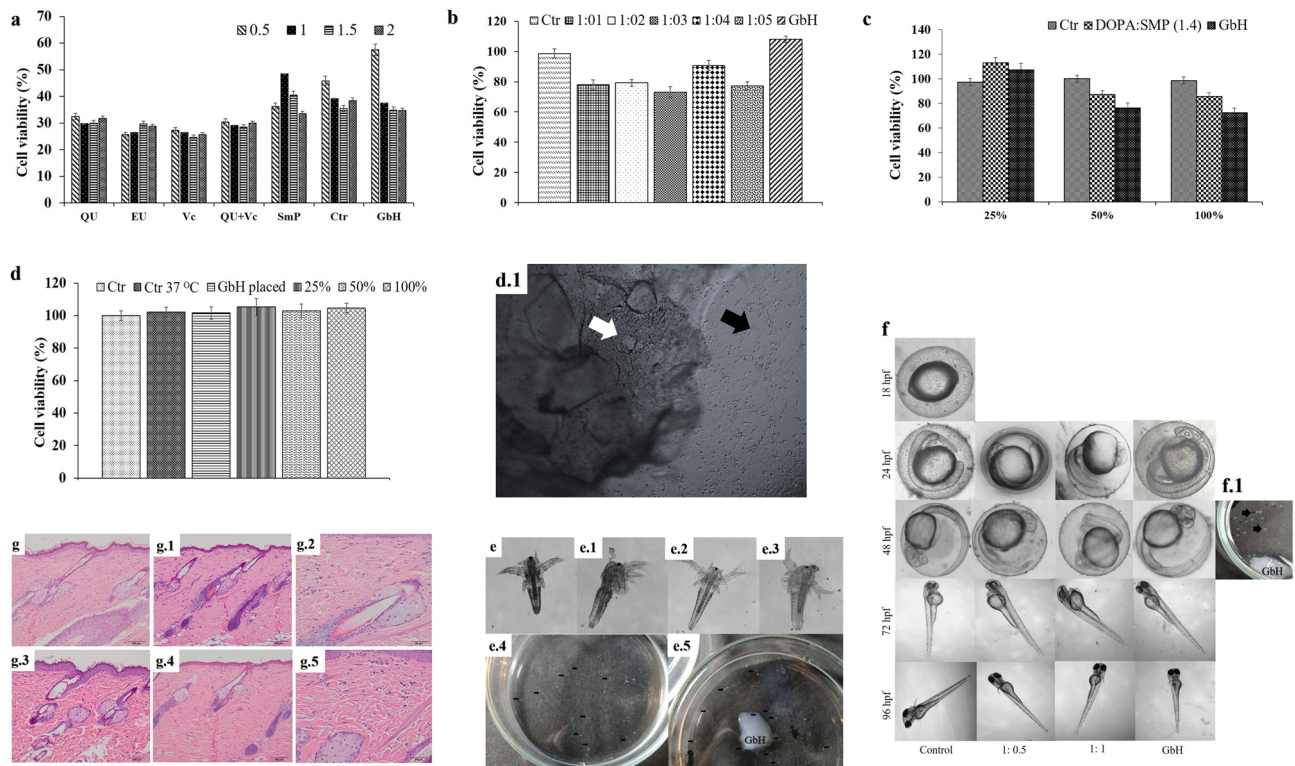 a
0.5 1 1.5 2
Cell viability (%)
70
60
50
40
30
20
10
0
QU EU Vc QU+Vc SmP Ctr GbH
b
Ctr 1:01 1:02 1:03 1:04 1:05 GbH
Cell viability (%)
120
100
80
60
40
20
0
c
Ctr DOPA:SMP (1.4) GbH
Cell viability (%)
140
120
100
80
60
40
20
0
25% 50% 100%
d
Ctr Ctr 37 °C GbH placed 25% 50% 100%
Cell viability (%)
120
100
80
60
40
20
0
d.1
e e.1 e.2 e.3
e.4 e.5
GbH
f
18 hpf
24 hpf
48 hpf
72 hpf
96 hpf
Control 1: 0.5 1: 1 GbH
f.1
GbH
g g.1 g.2
g.3 g.4 g.5